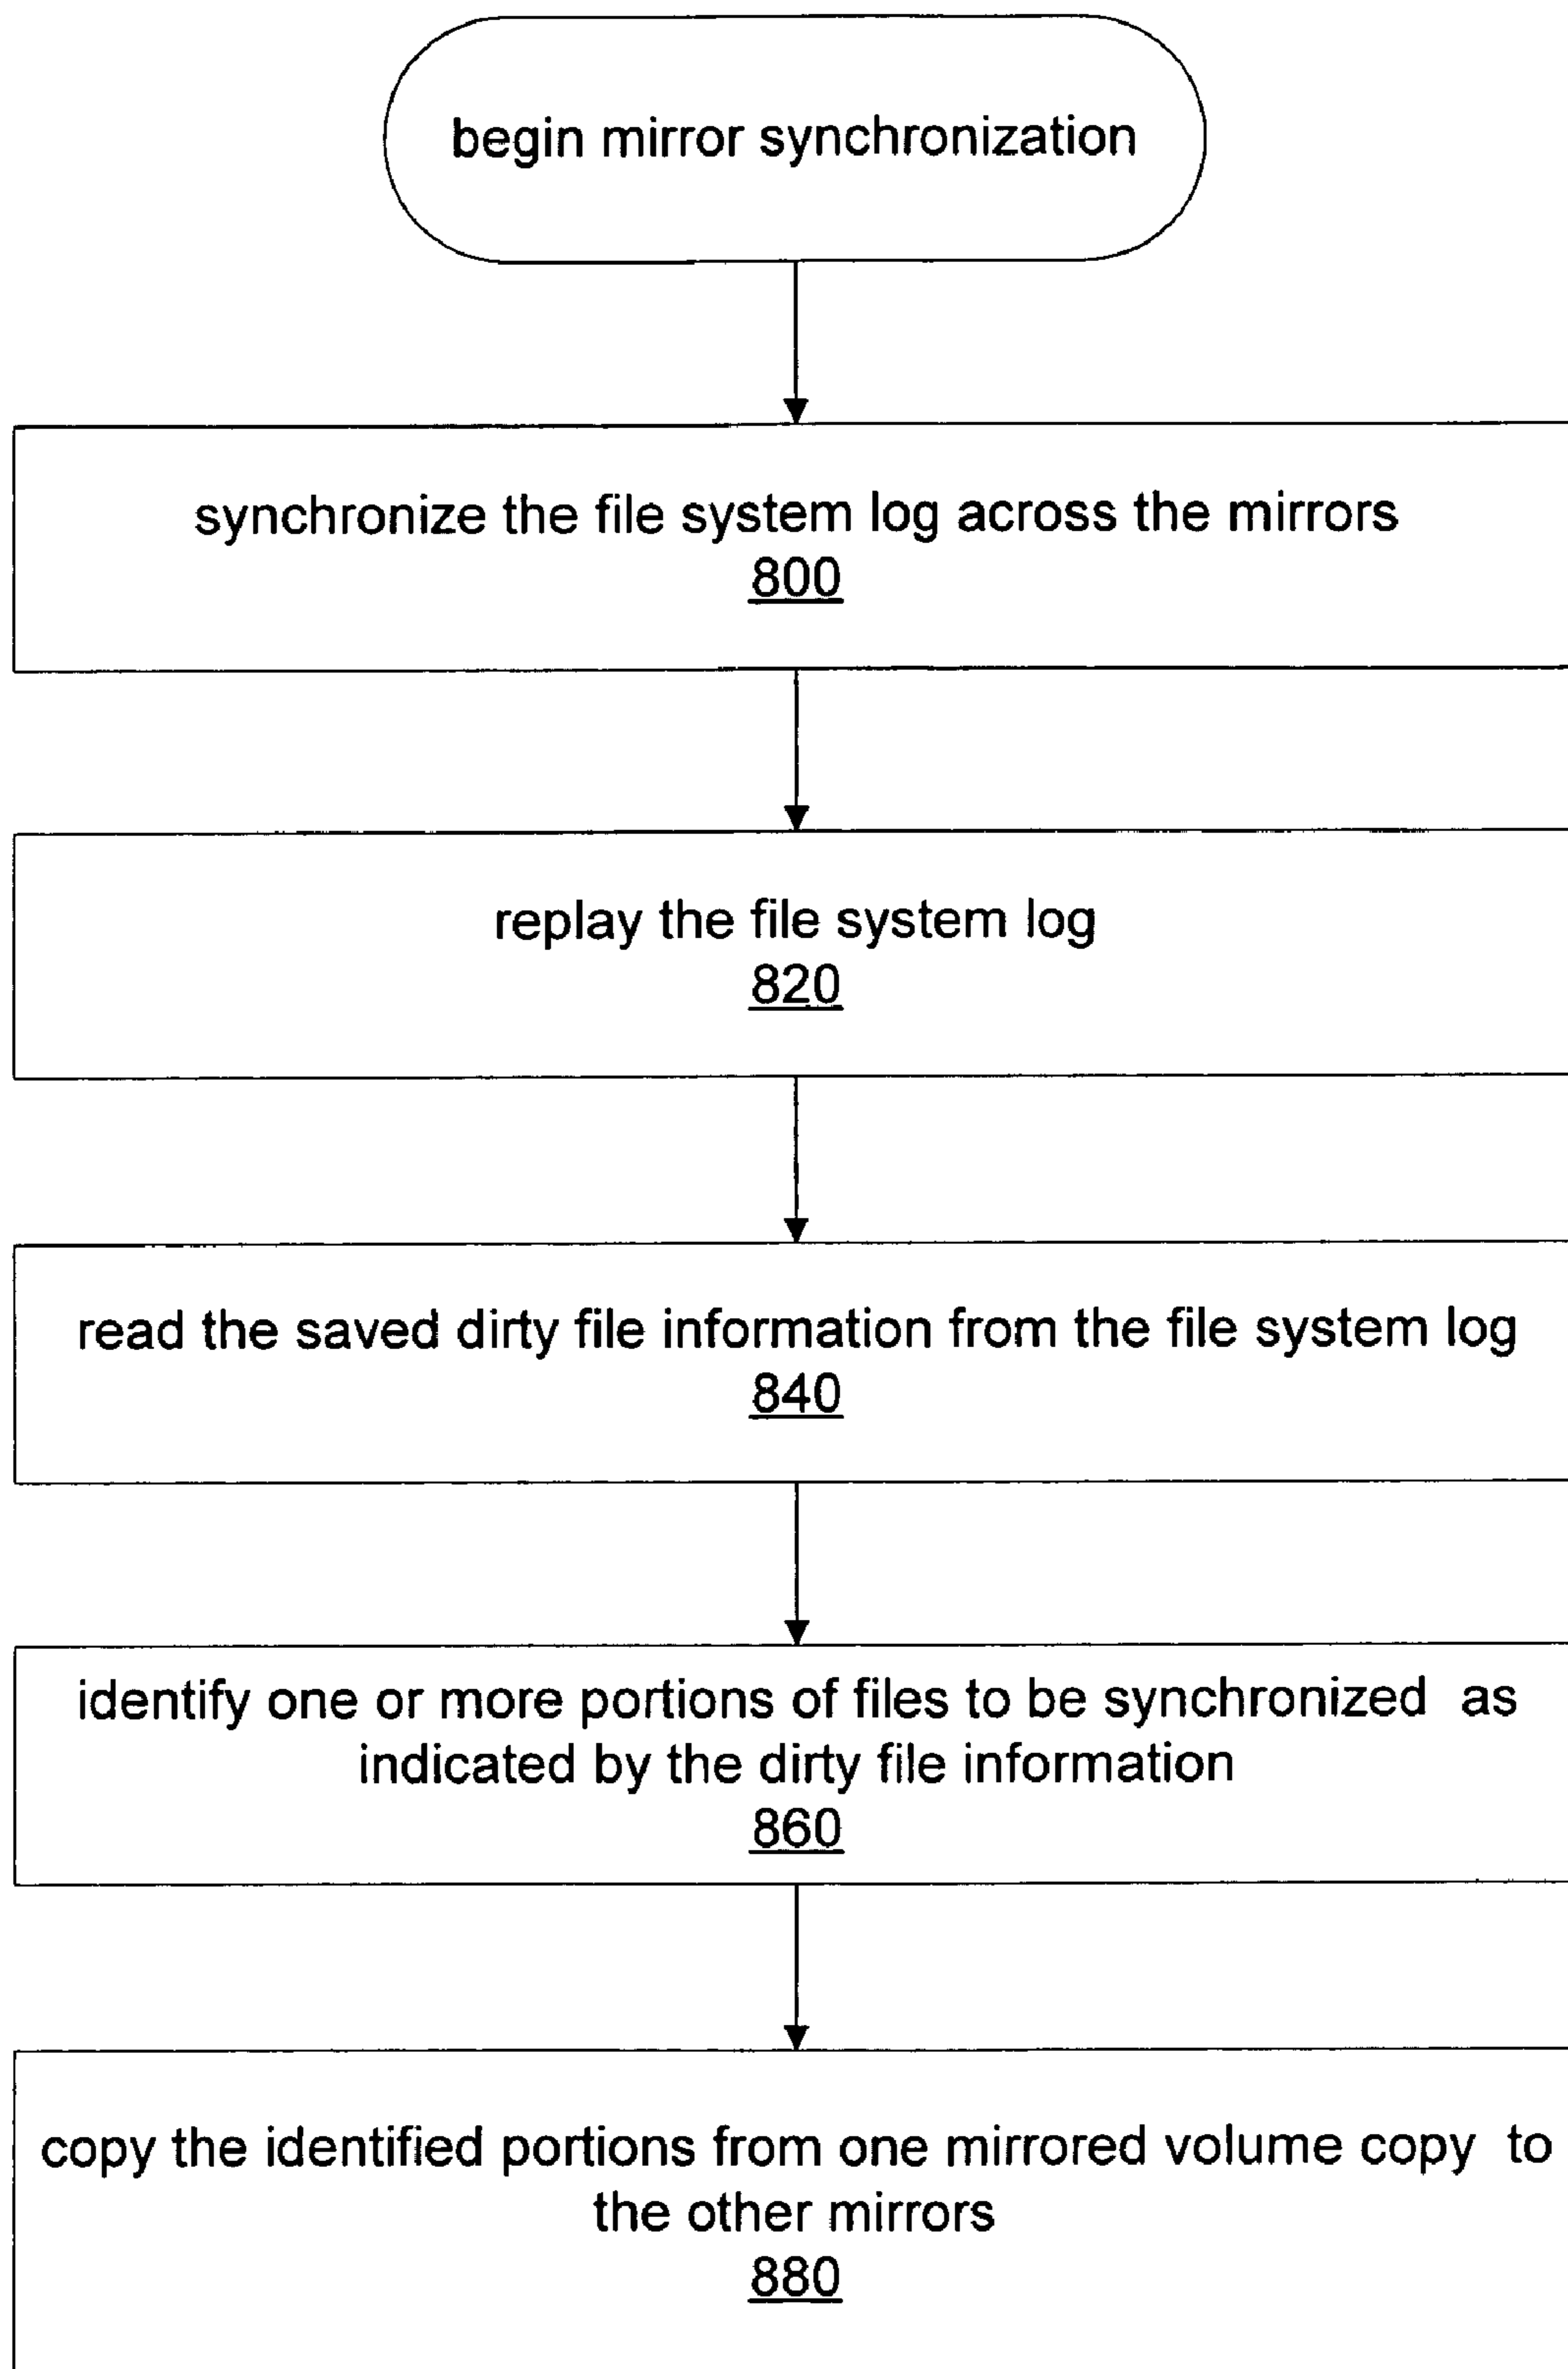 begin mirror synchronization
synchronize the file system log across the mirrors
800
replay the file system log
820
read the saved dirty file information from the file system log
840
identify one or more portions of files to be synchronized as
indicated by the dirty file information
860
copy the identified portions from one mirrored volume copy to
the other mirrors
880